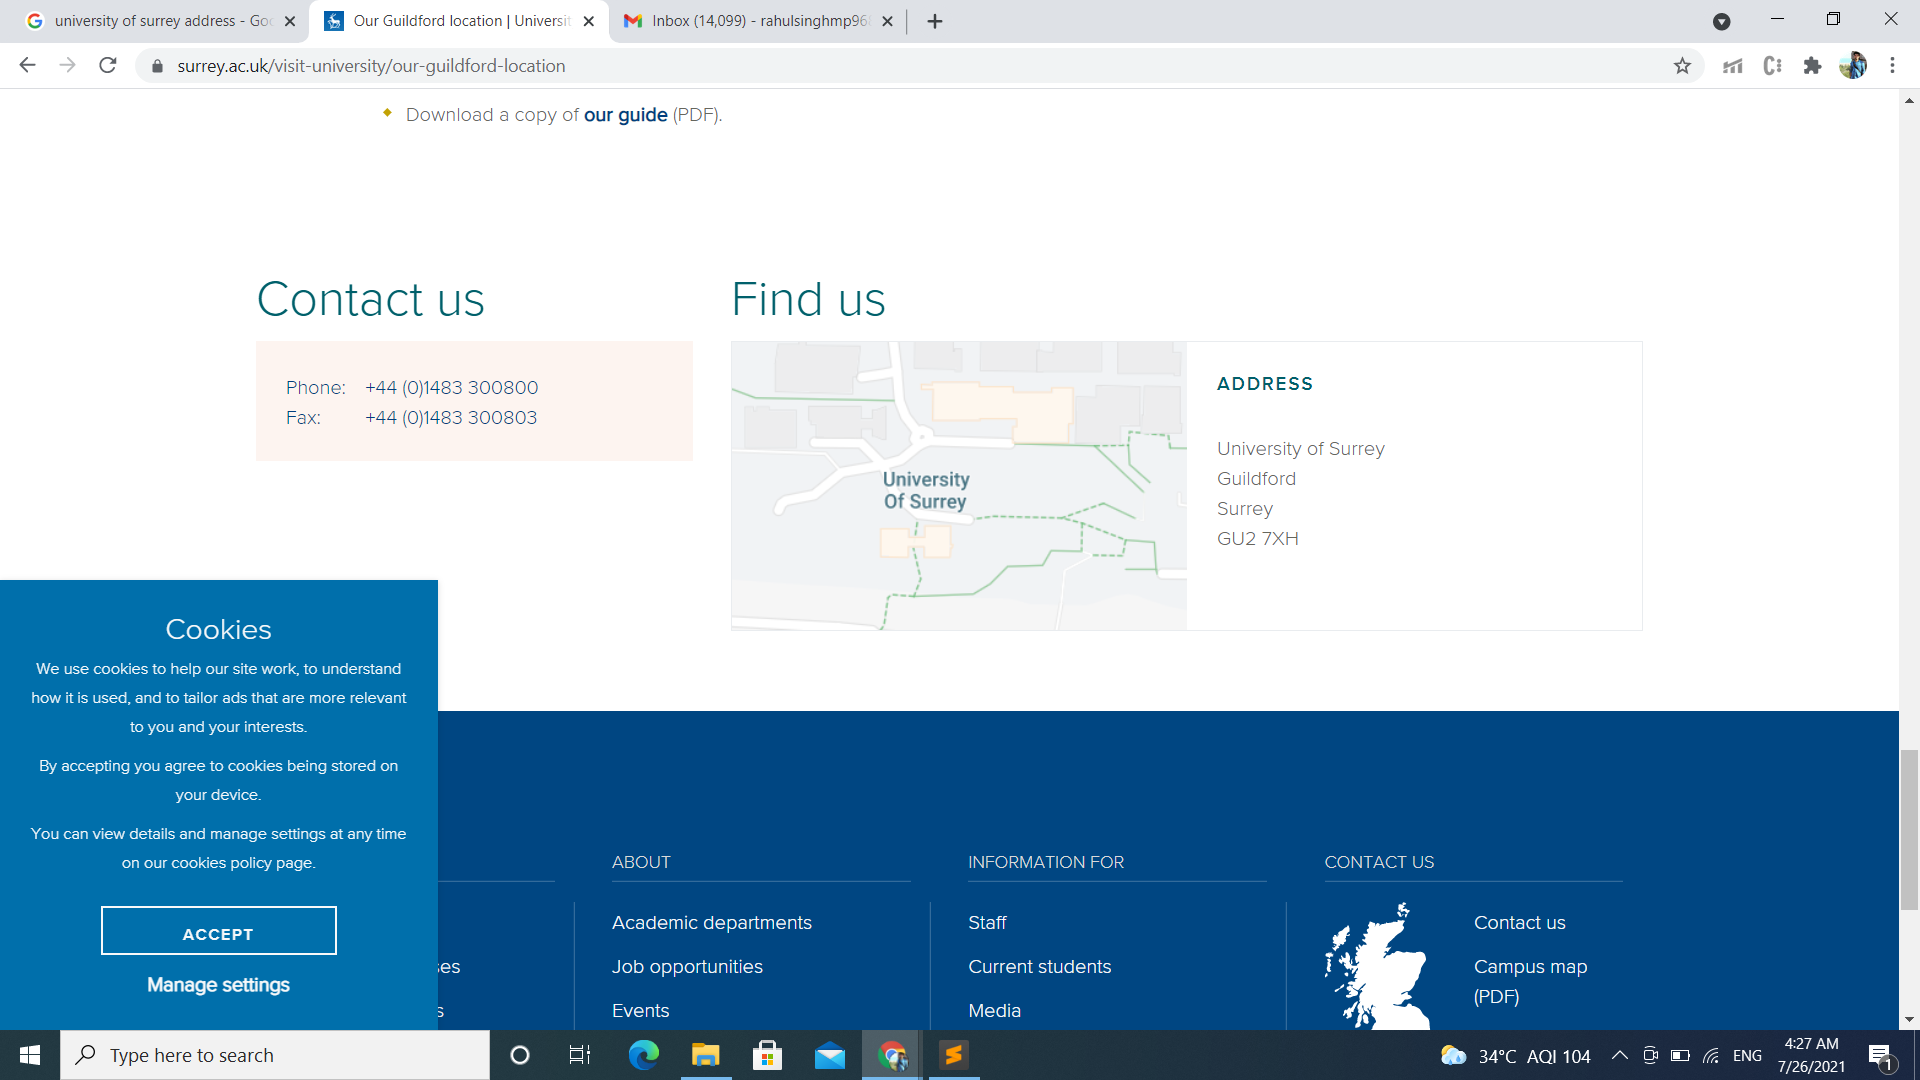 university of surrey address - Goo
Our Guildford location | Universit
Inbox (14,099) - rahulsinghmp96
surrey.ac.uk/visit-university/our-guildford-location
Download a copy of our guide (PDF).
Contact us
Phone: +44 (0)1483 300800
Fax: +44 (0)1483 300803
Find us
University
Of Surrey
ADDRESS
University of Surrey
Guildford
Surrey
GU2 7XH
Cookies
We use cookies to help our site work, to understand
how it is used, and to tailor ads that are more relevant
to you and your interests.
By accepting you agree to cookies being stored on
your device.
You can view details and manage settings at any time
on our cookies policy page.
ACCEPT
Manage settings
ses
s
ABOUT
Academic departments
Job opportunities
Events
INFORMATION FOR
Staff
Current students
Media
CONTACT US
Contact us
Campus map
(PDF)
Type here to search
34°C AQI 104
ENG
4:27 AM
7/26/2021
1